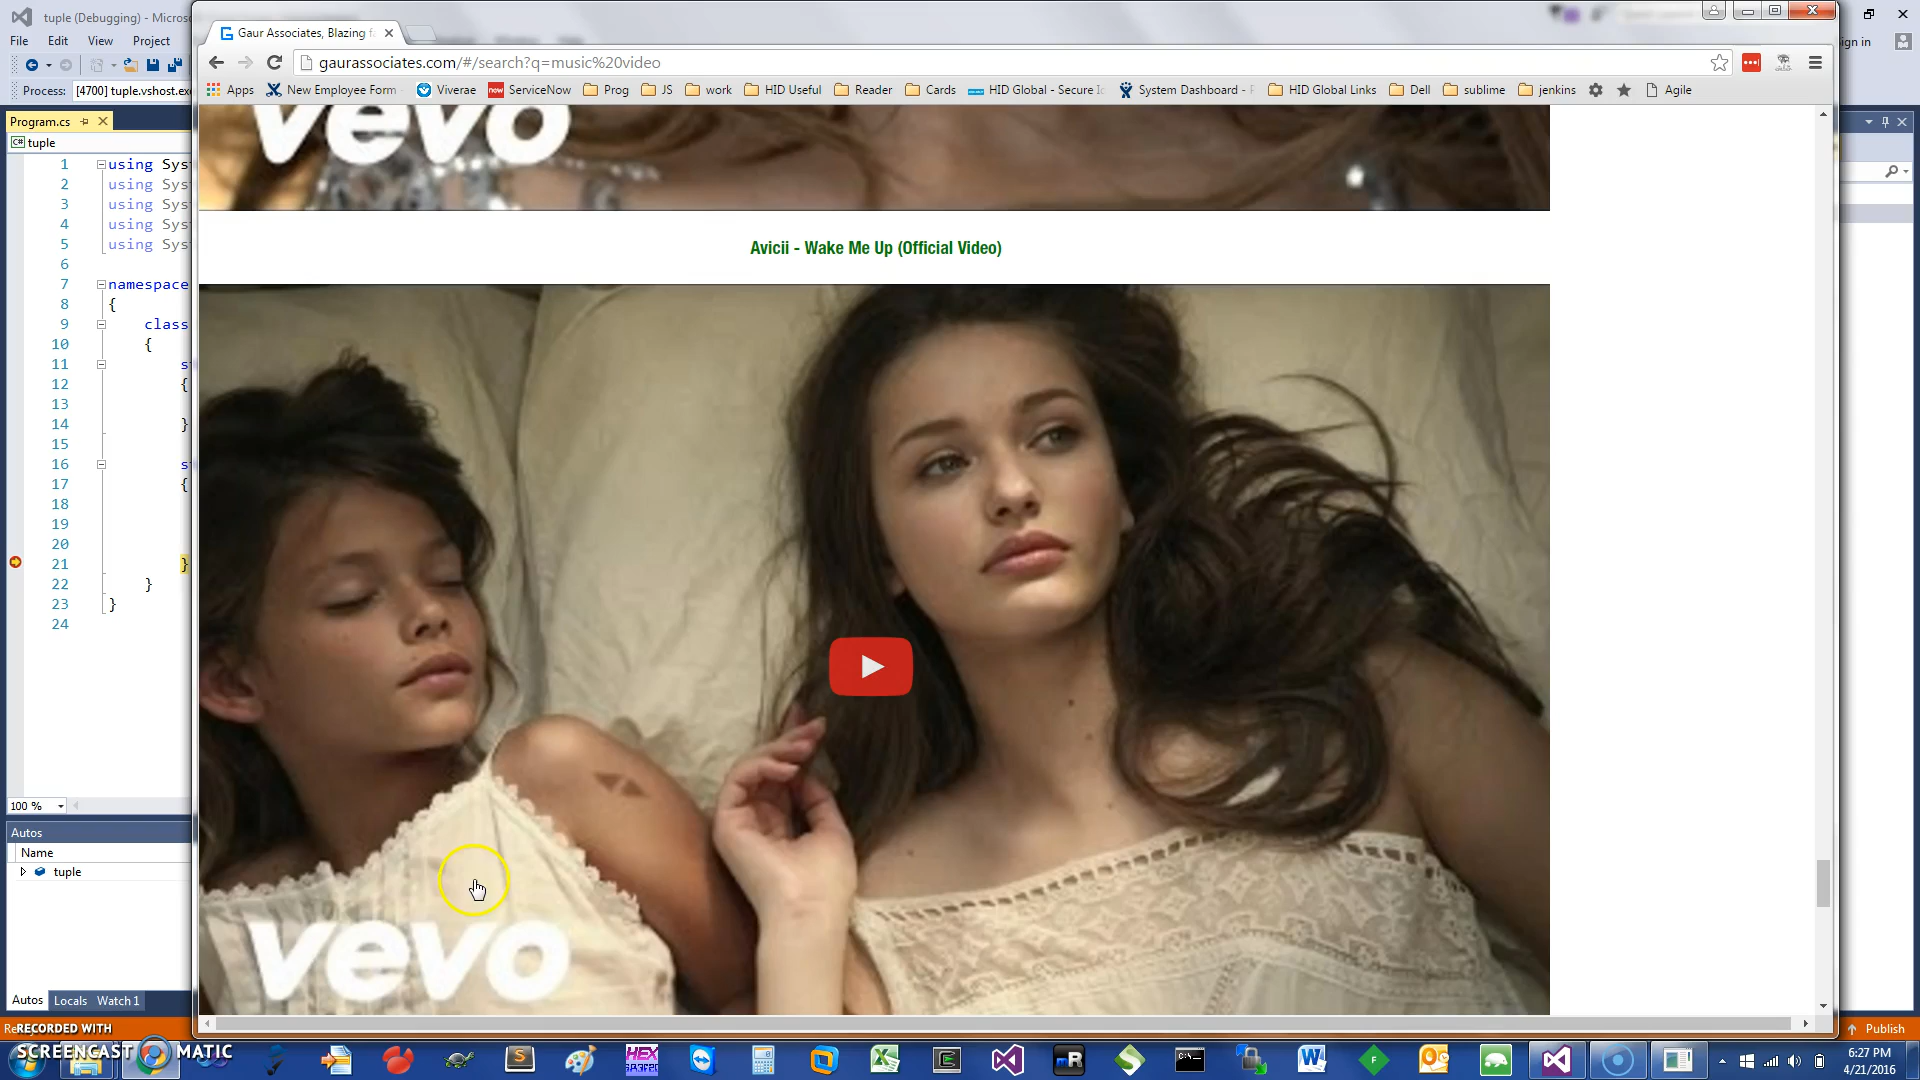 tuple (Debugging) - Micros
Gaur Associates, Blazing f
File Edit View Project
ign in
gaurassociates.com/#/search?q=music%20video
Process: [4700] tuple.vshost.ex
Apps New Employee Form Viverae now ServiceNow Prog JS work HID Useful Reader Cards HID Global - Secure System Dashboard - HID Global Links Dell sublime jenkins Agile
Program.cs
C# tuple
vevo
1 using Sys
2 using Sys
3 using Sys
4 using Sys
5 using Sys
6
7 namespace
8 {
9 class
10 {
11 s
12 {
13
14 }
15
16 s
17 {
18
19
20
21 }
22 }
23 }
24
Avicii - Wake Me Up (Official Video)
vevo
100 %
Autos
Name
tuple
Autos Locals Watch 1
Re
RECORDED WITH
SCREENCAST MATIC
Publish
S HEX mR C:\ W F
6:27 PM
4/21/2016